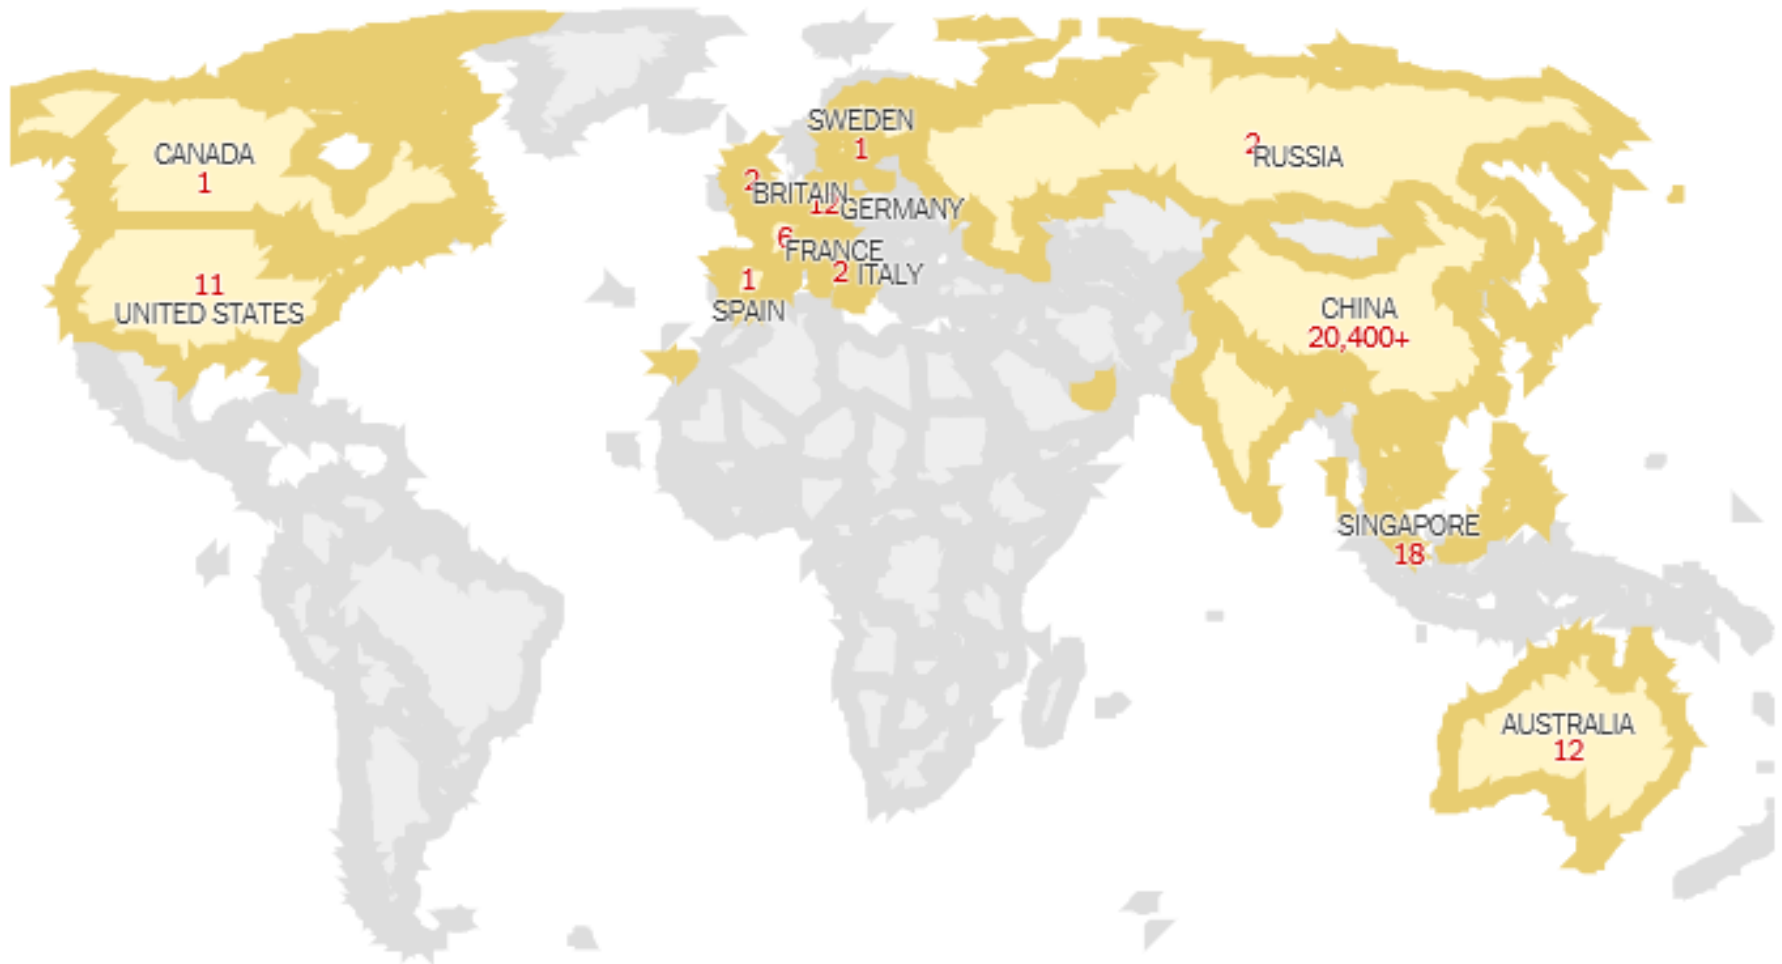 SWEDEN
1
CANADA
1
2
RUSSIA
2
BRITAIN
12
GERMANY
6
FRANCE
2 ITALY
1
SPAIN
11
UNITED STATES
CHINA
20,400+
SINGAPORE
18
AUSTRALIA
12